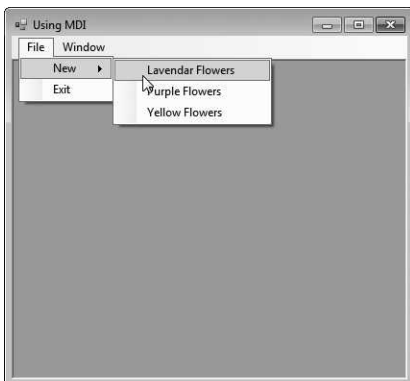 Using MDI
File Window
New Lavendar Flowers
Exit Purple Flowers
Yellow Flowers